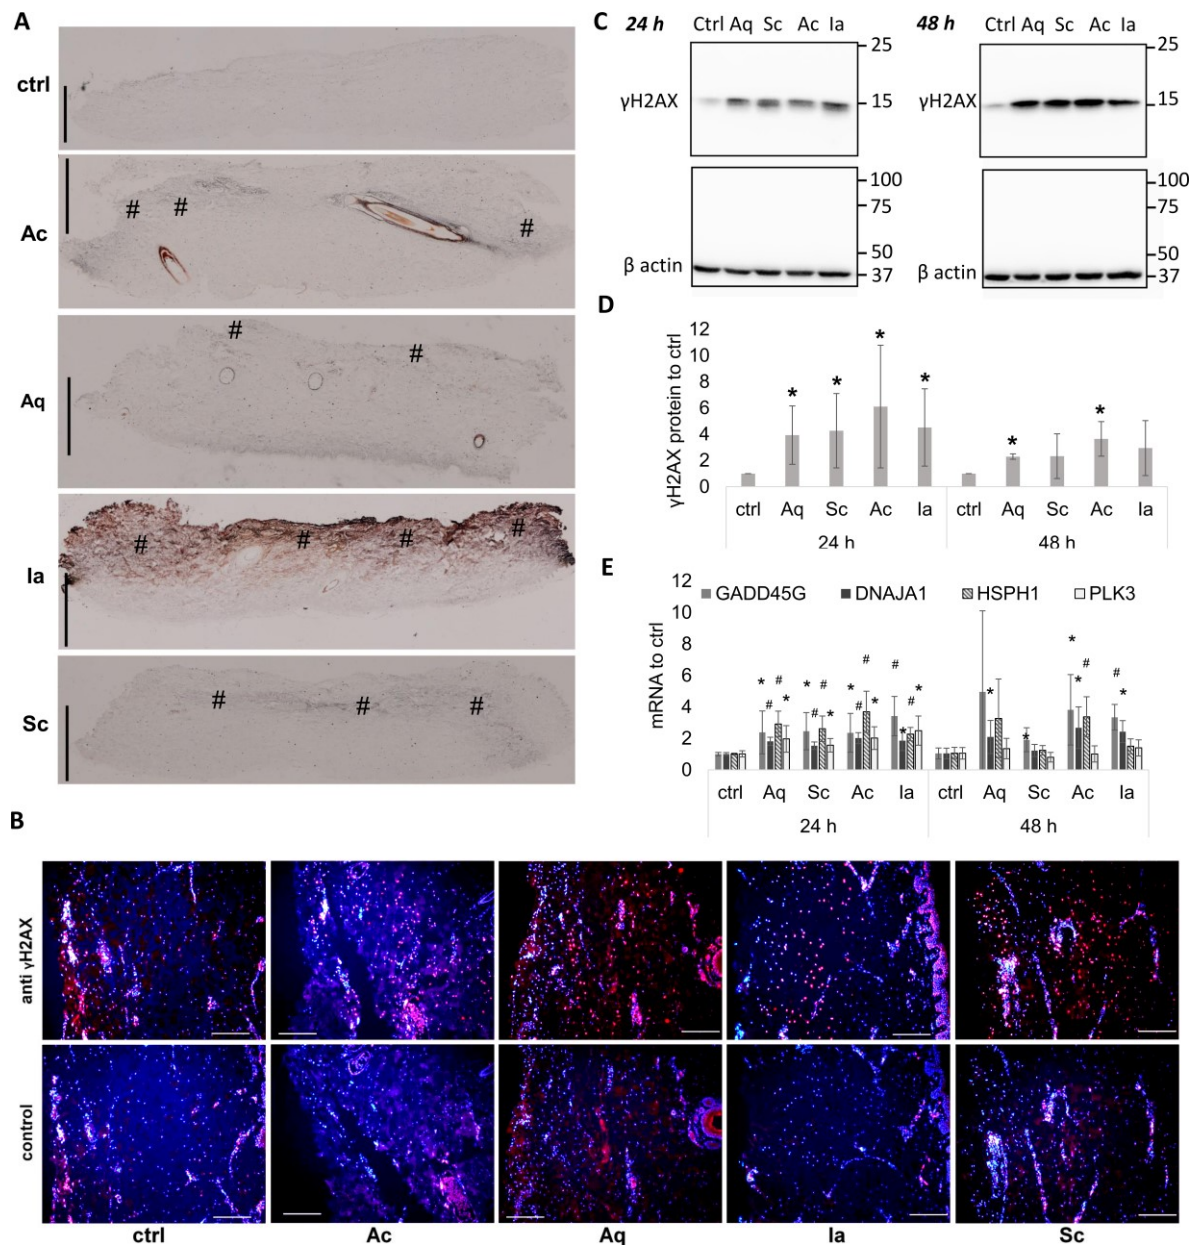 A
ctrl
Ac
# # #
Aq
# #
Ia
# # # #
Sc
# # #
C 24 h Ctrl Aq Sc Ac Ia
25
γH2AX 15
100
75
50
β actin 37
48 h Ctrl Aq Sc Ac Ia
25
γH2AX 15
100
75
50
β actin 37
D
γH2AX protein to ctrl
12
10
8
6
4
2
0
* * * * * *
ctrl Aq Sc Ac Ia ctrl Aq Sc Ac Ia
24 h 48 h
E
GADD45G DNAJA1 HSPH1 PLK3
mRNA to ctrl
12
10
8
6
4
2
0
* # # * * # # * * # # * # * # * * * * * # # *
ctrl Aq Sc Ac Ia ctrl Aq Sc Ac Ia
24 h 48 h
B
anti γH2AX
control
ctrl Ac Aq Ia Sc